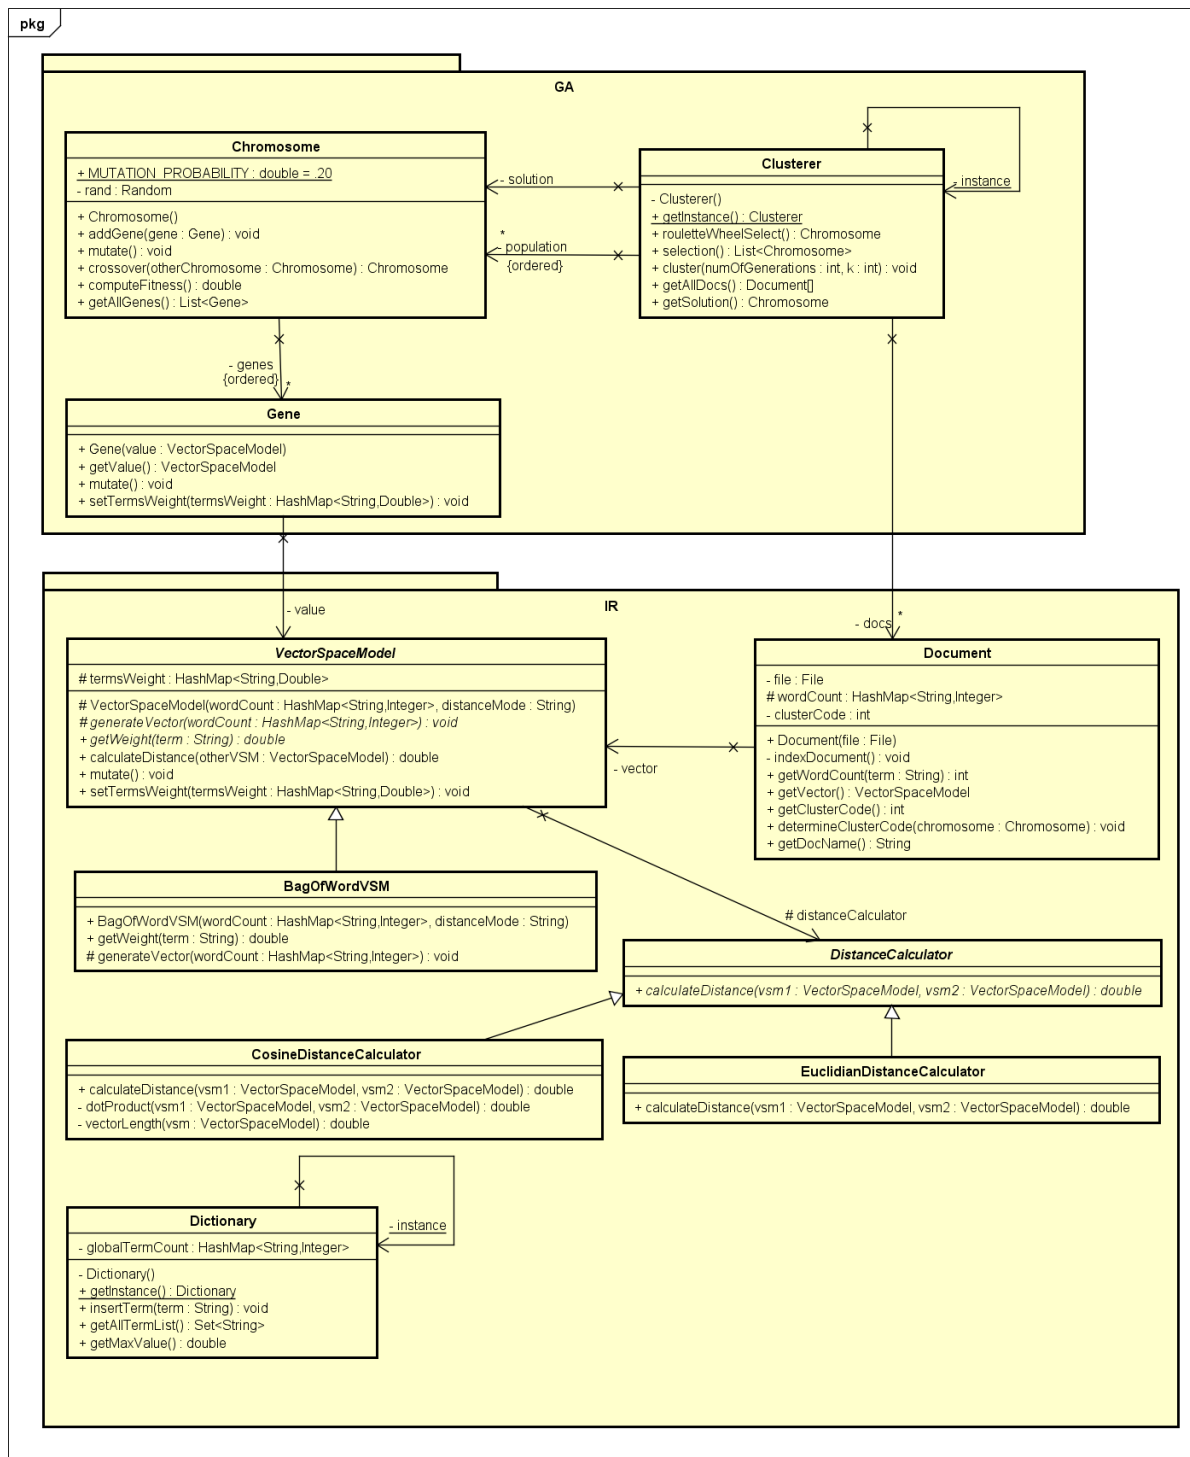 pkg
GA
Chromosome
+ MUTATION_PROBABILITY : double = .20
- rand : Random
+ Chromosome()
+ addGene(gene : Gene) : void
+ mutate() : void
+ crossover(otherChromosome : Chromosome) : Chromosome
+ computeFitness() : double
+ getAllGenes() : List<Gene>
- solution
*
- population
{ordered}
Clusterer
- Clusterer()
+ getInstance() : Clusterer
+ rouletteWheelSelect() : Chromosome
+ selection() : List<Chromosome>
+ cluster(numOfGenerations : int, k : int) : void
+ getAllDocs() : Document[]
+ getSolution() : Chromosome
- instance
- genes
{ordered}
*
Gene
+ Gene(value : VectorSpaceModel)
+ getValue() : VectorSpaceModel
+ mutate() : void
+ setTermsWeight(termsWeight : HashMap<String,Double>) : void
IR
- value
- docs
*
VectorSpaceModel
# termsWeight : HashMap<String,Double>
# VectorSpaceModel(wordCount : HashMap<String,Integer>, distanceMode : String)
# generateVector(wordCount : HashMap<String,Integer>) : void
+ getWeight(term : String) : double
+ calculateDistance(otherVSM : VectorSpaceModel) : double
+ mutate() : void
+ setTermsWeight(termsWeight : HashMap<String,Double>) : void
- vector
Document
- file : File
# wordCount : HashMap<String,Integer>
- clusterCode : int
+ Document(file : File)
- indexDocument() : void
+ getWordCount(term : String) : int
+ getVector() : VectorSpaceModel
+ getClusterCode() : int
+ determineClusterCode(chromosome : Chromosome) : void
+ getDocName() : String
BagOfWordVSM
+ BagOfWordVSM(wordCount : HashMap<String,Integer>, distanceMode : String)
+ getWeight(term : String) : double
# generateVector(wordCount : HashMap<String,Integer>) : void
# distanceCalculator
DistanceCalculator
+ calculateDistance(vsm1 : VectorSpaceModel, vsm2 : VectorSpaceModel) : double
CosineDistanceCalculator
+ calculateDistance(vsm1 : VectorSpaceModel, vsm2 : VectorSpaceModel) : double
- dotProduct(vsm1 : VectorSpaceModel, vsm2 : VectorSpaceModel) : double
- vectorLength(vsm : VectorSpaceModel) : double
EuclidianDistanceCalculator
+ calculateDistance(vsm1 : VectorSpaceModel, vsm2 : VectorSpaceModel) : double
Dictionary
- globalTermCount : HashMap<String,Integer>
- Dictionary()
+ getInstance() : Dictionary
+ insertTerm(term : String) : void
+ getAllTermList() : Set<String>
+ getMaxValue() : double
- instance